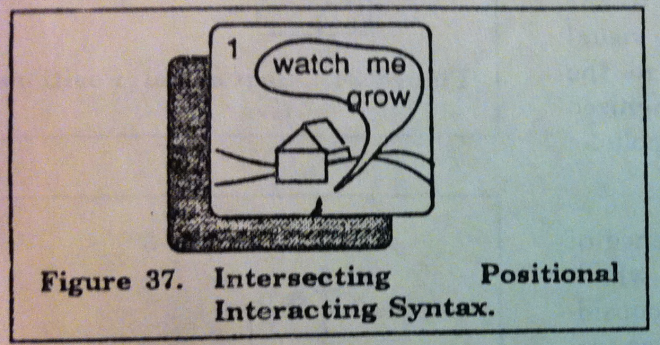 1
watch me
grow
Figure 37. Intersecting Positional
Interacting Syntax.